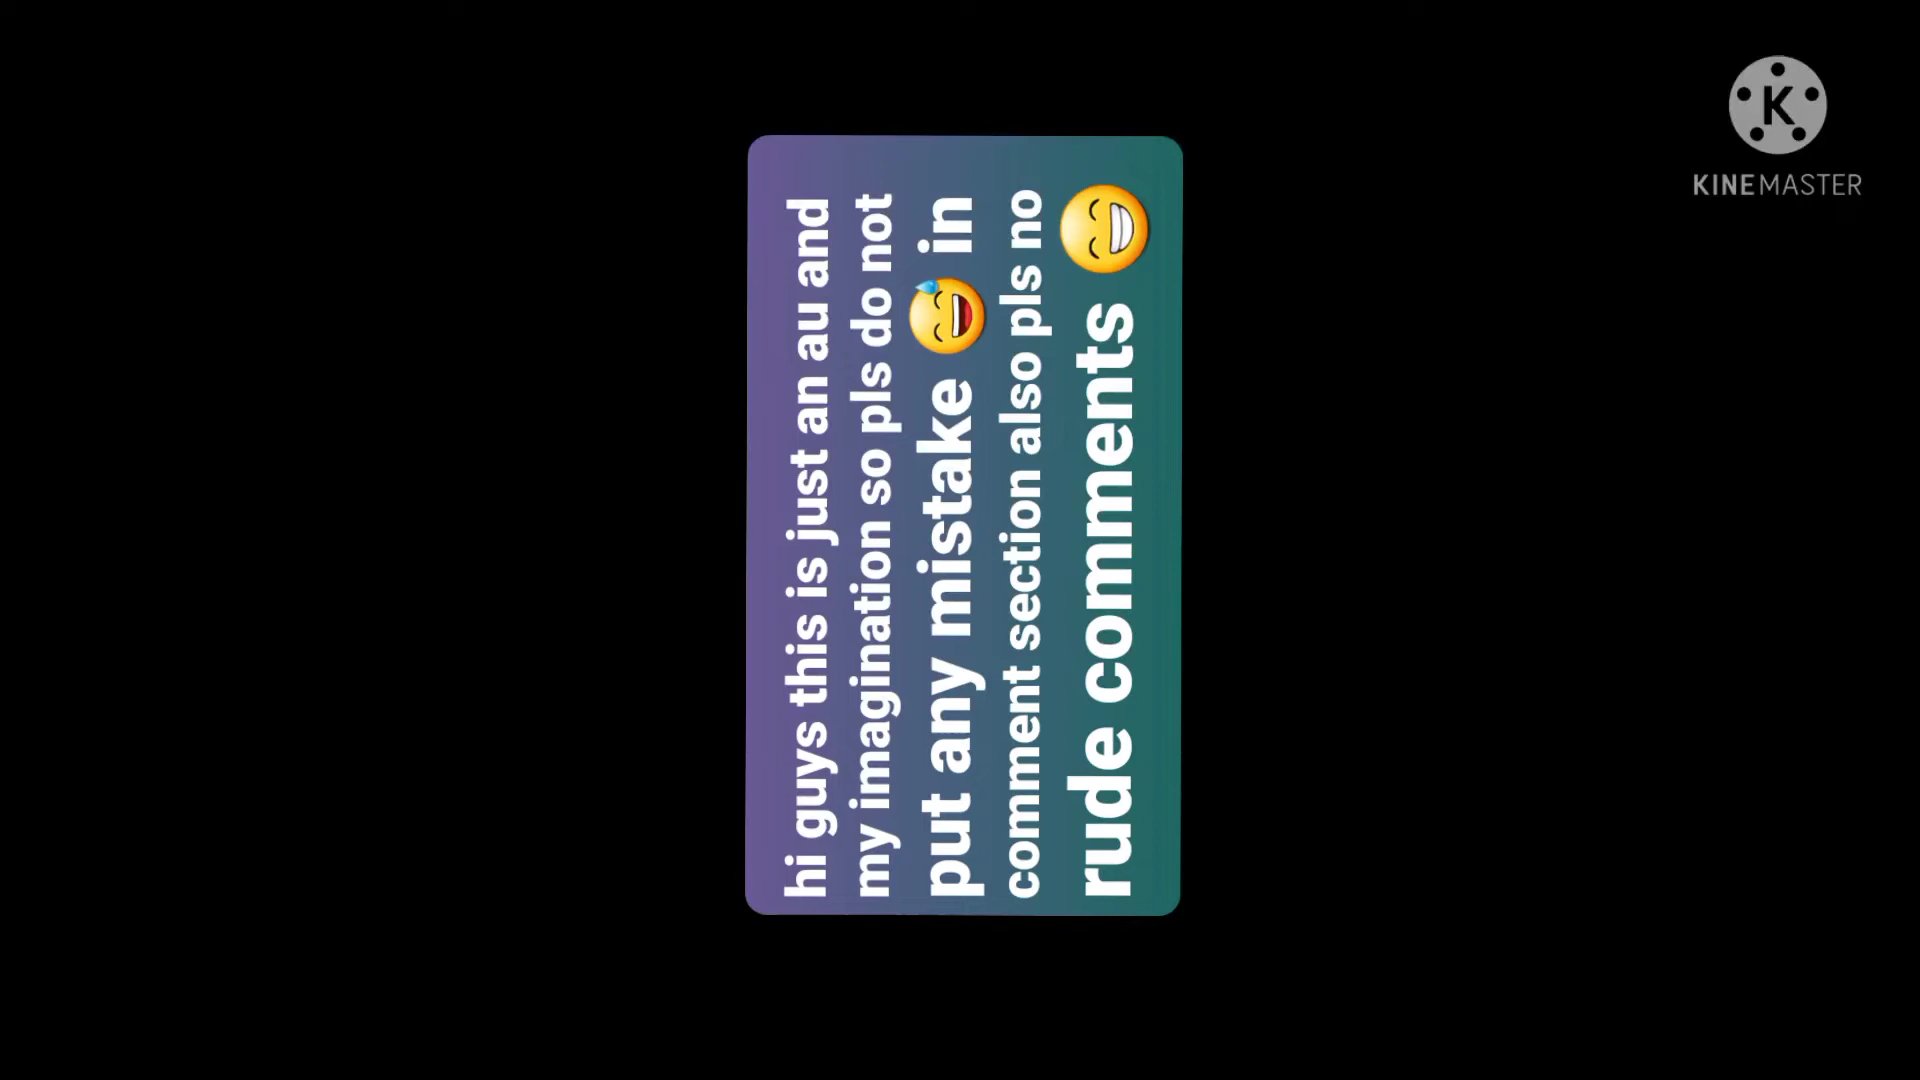 hi guys this is just an au and
my imagination so pls do not
put any mistake 😅 in
comment section also pls no
rude comments 😄
K
KINEMASTER